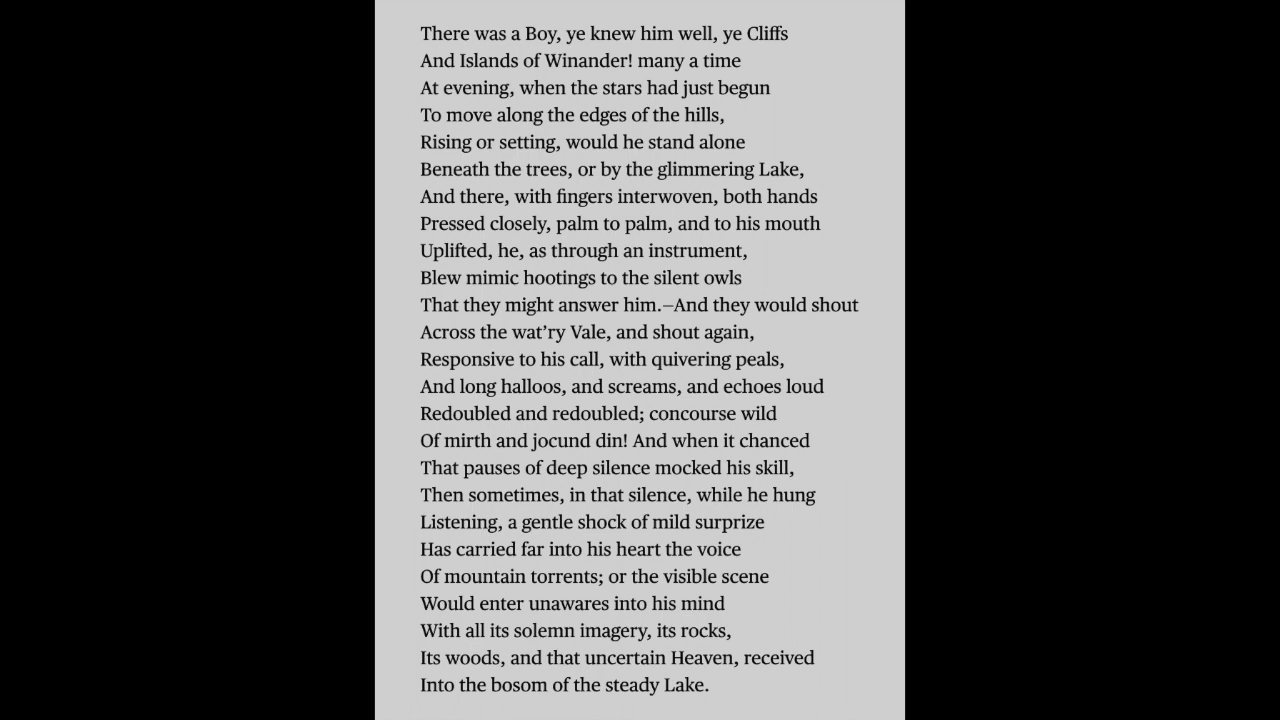 There was a Boy, ye knew him well, ye Cliffs
And Islands of Winander! many a time
At evening, when the stars had just begun
To move along the edges of the hills,
Rising or setting, would he stand alone
Beneath the trees, or by the glimmering Lake,
And there, with fingers interwoven, both hands
Pressed closely, palm to palm, and to his mouth
Uplifted, he, as through an instrument,
Blew mimic hootings to the silent owls
That they might answer him.–And they would shout
Across the wat’ry Vale, and shout again,
Responsive to his call, with quivering peals,
And long halloos, and screams, and echoes loud
Redoubled and redoubled; concourse wild
Of mirth and jocund din! And when it chanced
That pauses of deep silence mocked his skill,
Then sometimes, in that silence, while he hung
Listening, a gentle shock of mild surprize
Has carried far into his heart the voice
Of mountain torrents; or the visible scene
Would enter unawares into his mind
With all its solemn imagery, its rocks,
Its woods, and that uncertain Heaven, received
Into the bosom of the steady Lake.